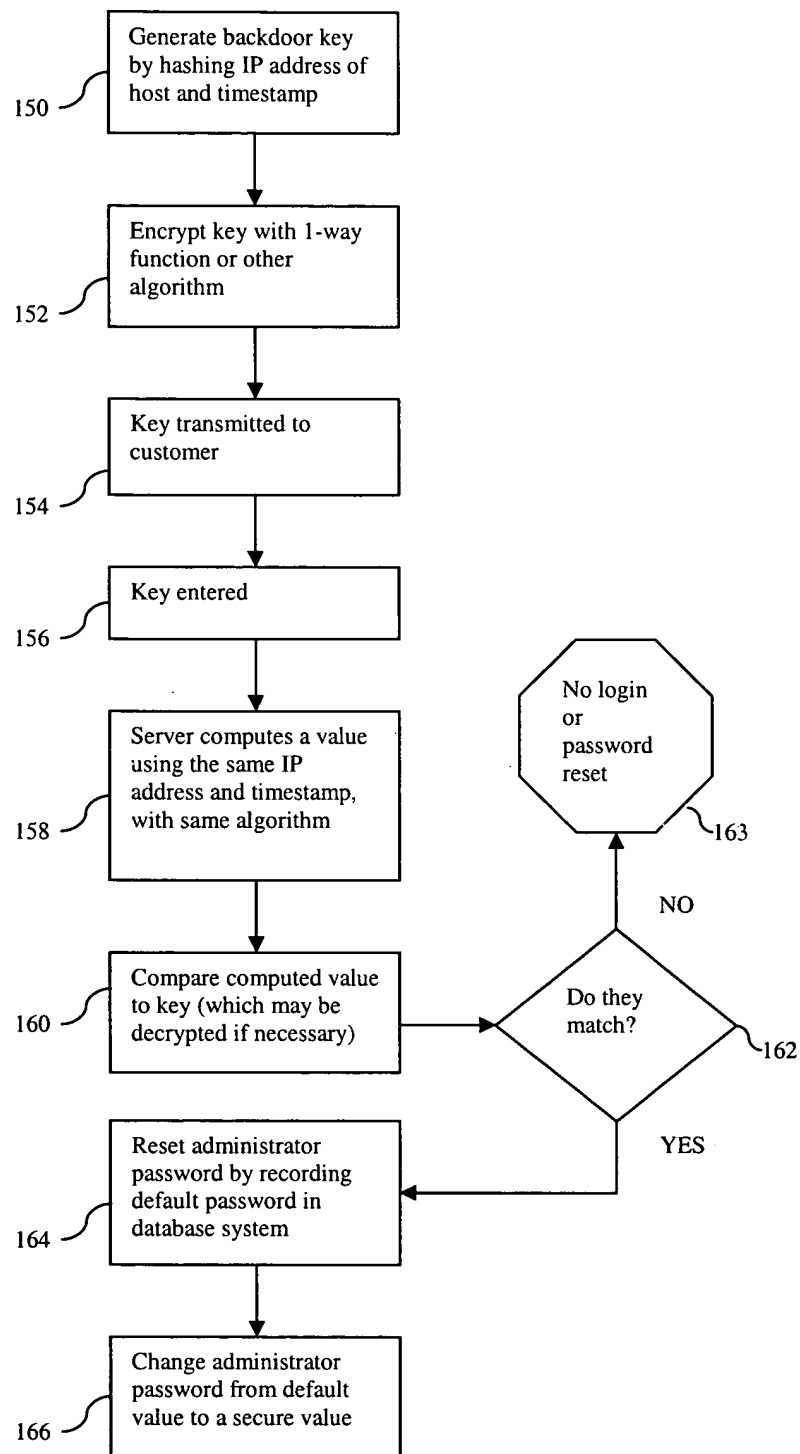 Generate backdoor key
by hashing IP address of
host and timestamp
150
Encrypt key with 1-way
function or other
algorithm
152
Key transmitted to
customer
154
Key entered
156
Server computes a value
using the same IP
address and timestamp,
with same algorithm
158
Compare computed value
to key (which may be
decrypted if necessary)
160
Do they
match?
162
NO
No login
or
password
reset
163
YES
Reset administrator
password by recording
default password in
database system
164
Change administrator
password from default
value to a secure value
166